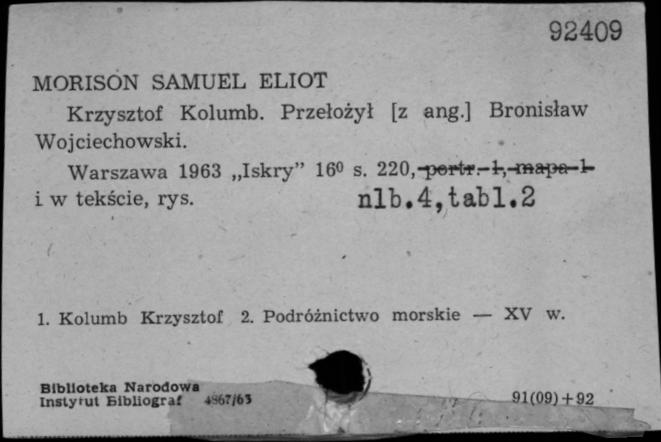 92409
MORISON SAMUEL ELIOT
Krzysztof Kolumb. Przełożył [z ang.] Bronisław
Wojciechowski.
Warszawa 1963 „Iskry” 16⁰ s. 220, portr. 1, mapa 1
i w tekście, rys. nlb.4,tabl.2
1. Kolumb Krzysztof 2. Podróżnictwo morskie — XV w.
Biblioteka Narodowa
Instytut Bibliograf 4867/63 91(09)+92